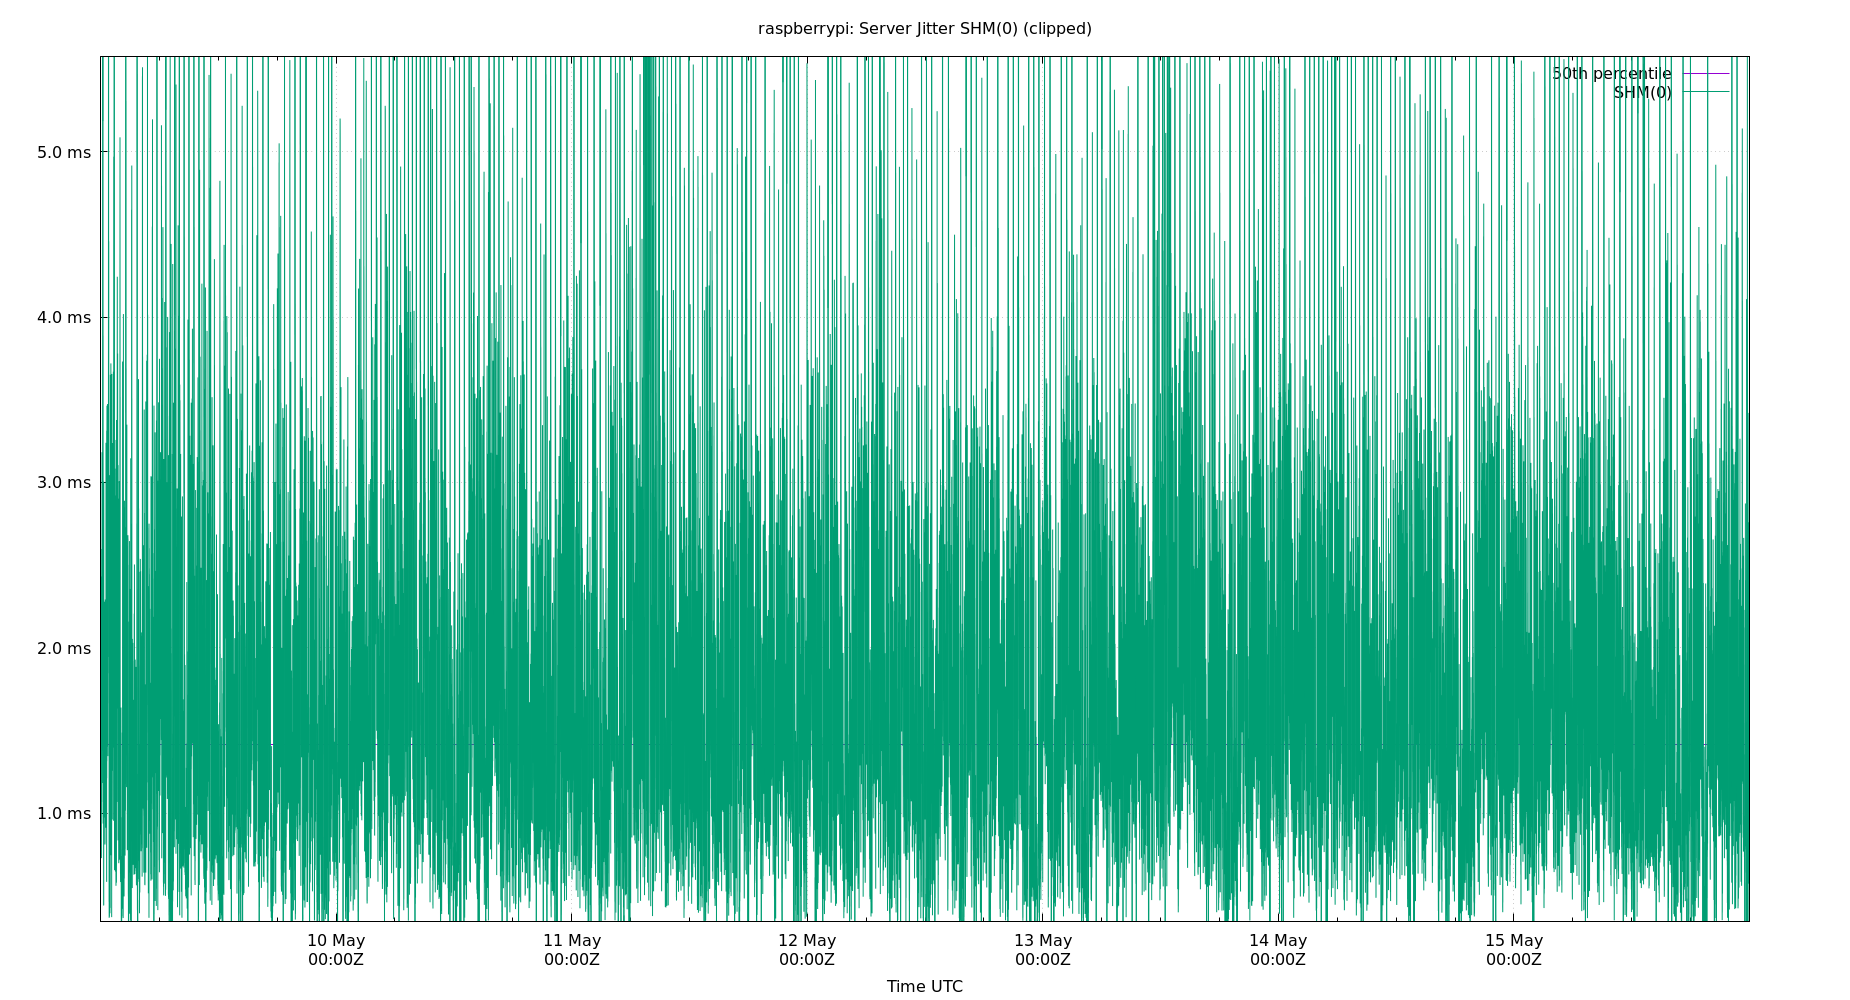 raspberrypi: Server Jitter SHM(0) (clipped)
50th percentile
SHM(0)
5.0 ms
4.0 ms
3.0 ms
2.0 ms
1.0 ms
10 May 11 May 12 May 13 May 14 May 15 May
00:00Z 00:00Z 00:00Z 00:00Z 00:00Z 00:00Z
Time UTC